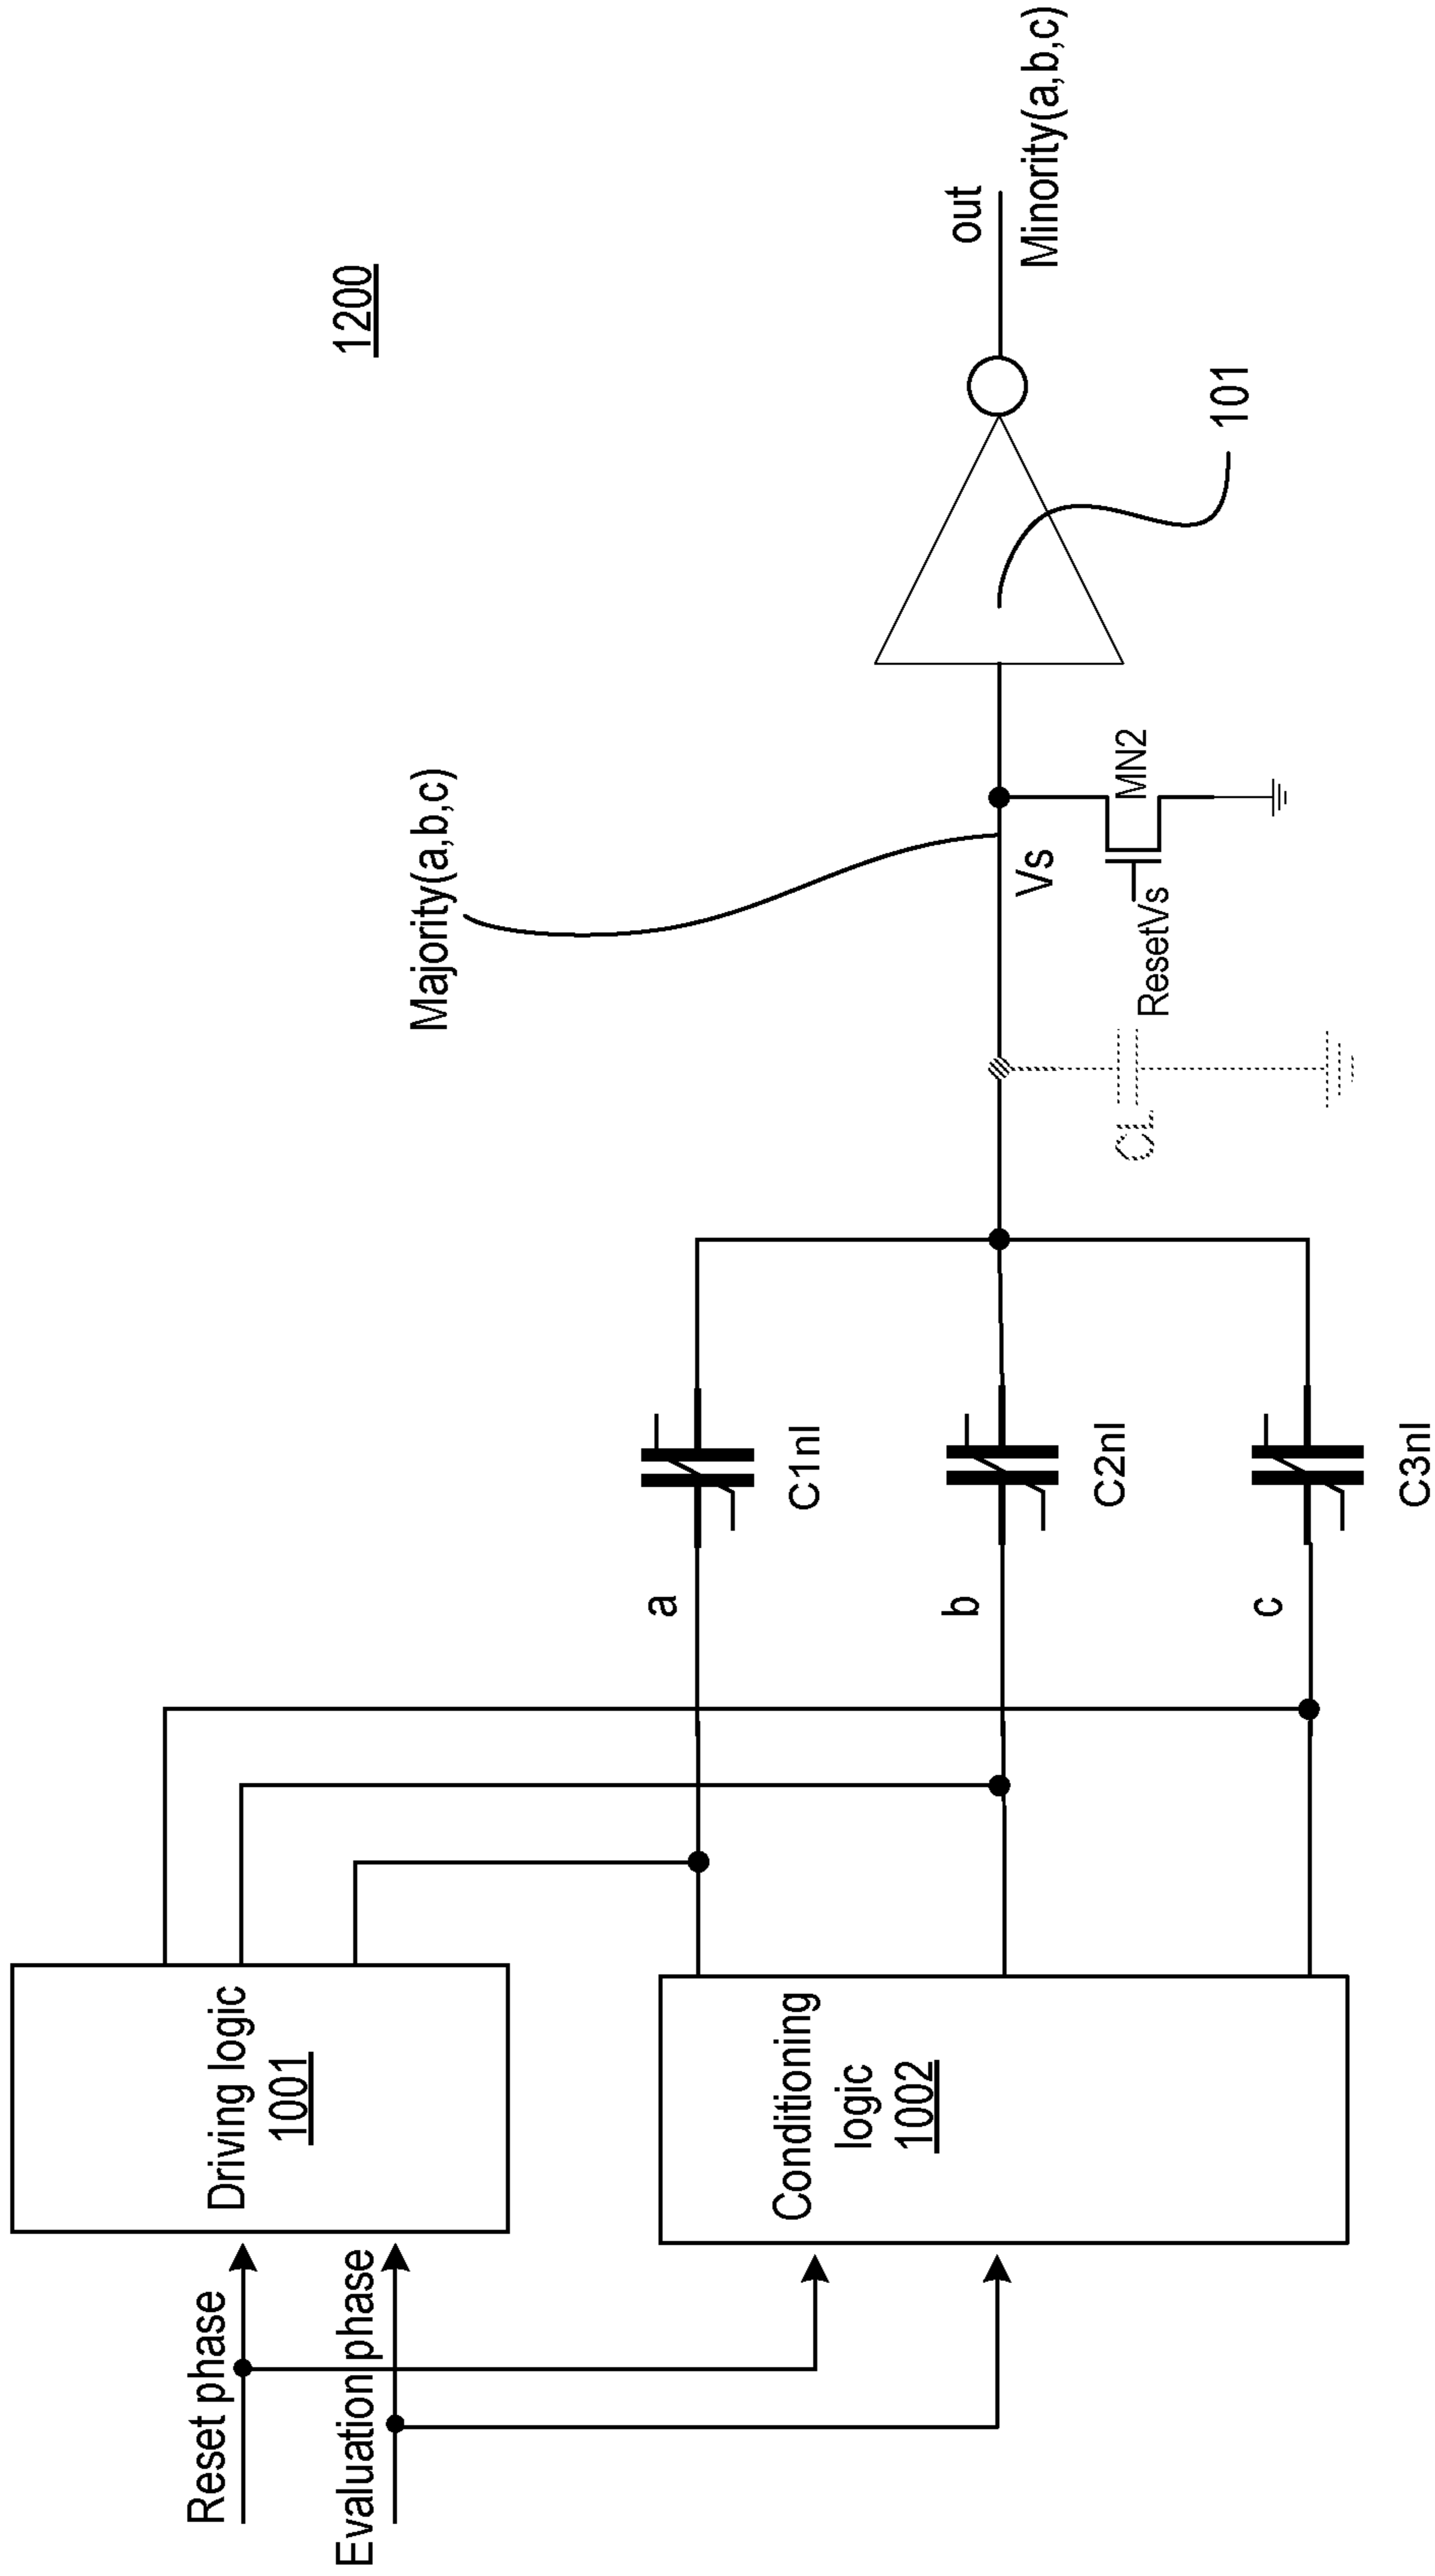 1200
Reset phase
Evaluation phase
Driving logic
1001
Conditioning
logic
1002
a
b
c
C1nl
C2nl
C3nl
CL
Majority(a,b,c)
Vs
ResetVs
MN2
101
out
Minority(a,b,c)